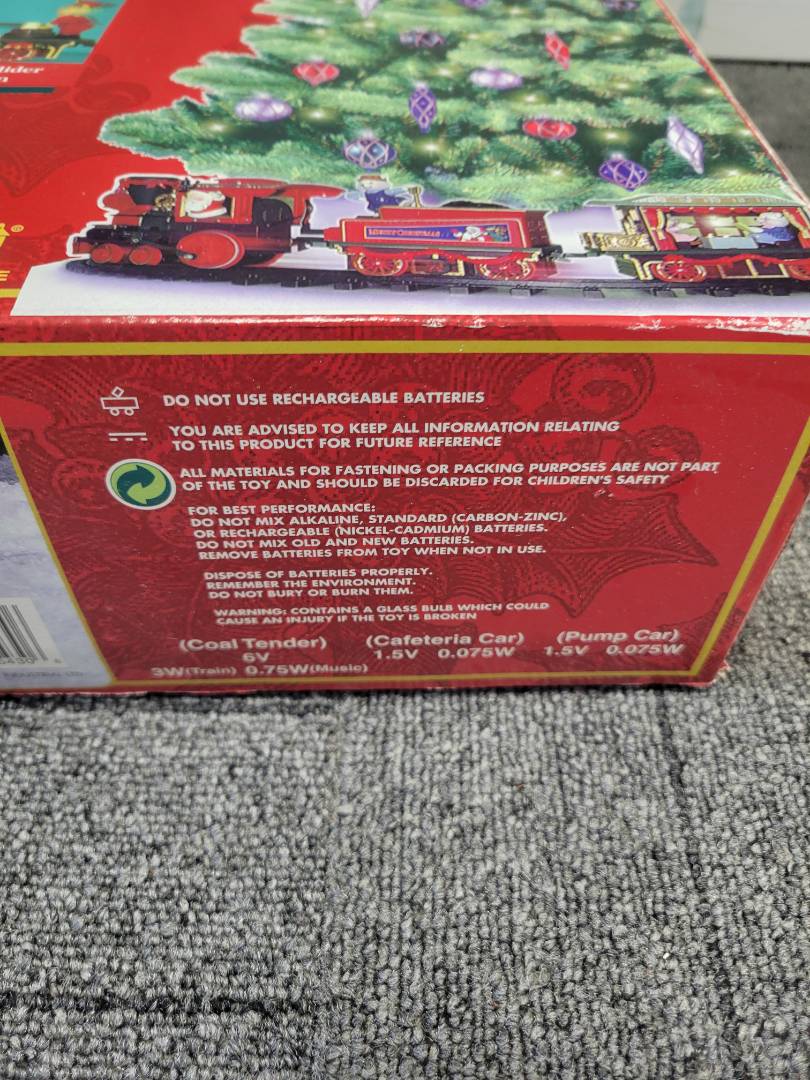 MERRY CHRISTMAS
DO NOT USE RECHARGEABLE BATTERIES
YOU ARE ADVISED TO KEEP ALL INFORMATION RELATING
TO THIS PRODUCT FOR FUTURE REFERENCE
ALL MATERIALS FOR FASTENING OR PACKING PURPOSES ARE NOT PART
OF THE TOY AND SHOULD BE DISCARDED FOR CHILDREN'S SAFETY
FOR BEST PERFORMANCE:
DO NOT MIX ALKALINE, STANDARD (CARBON-ZINC),
OR RECHARGEABLE (NICKEL-CADMIUM) BATTERIES.
DO NOT MIX OLD AND NEW BATTERIES.
REMOVE BATTERIES FROM TOY WHEN NOT IN USE.
DISPOSE OF BATTERIES PROPERLY.
REMEMBER THE ENVIRONMENT.
DO NOT BURY OR BURN THEM.
WARNING: CONTAINS A GLASS BULB WHICH COULD
CAUSE AN INJURY IF THE TOY IS BROKEN
(Coal Tender) (Cafeteria Car) (Pump Car)
6V 1.5V 0.075W 1.5V 0.075W
3W(Train) 0.75W(Music)